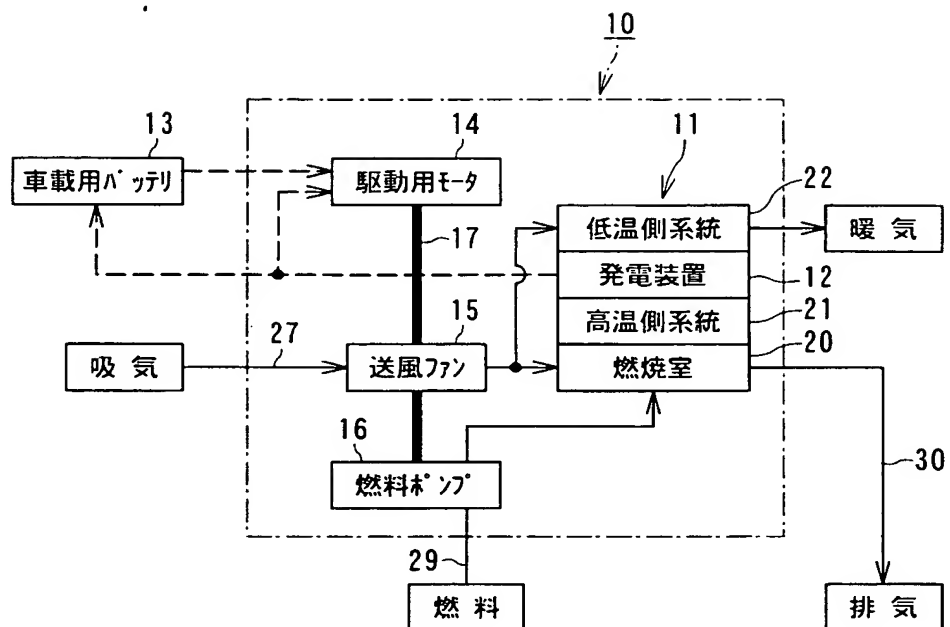 10
13
14
11
22
車載用バッテリ
駆動用モータ
低温側系統
暖気
17
発電装置
12
15
高温側系統
21
27
20
吸気
送風ファン
燃焼室
16
30
燃料ポンプ
29
燃料
排気